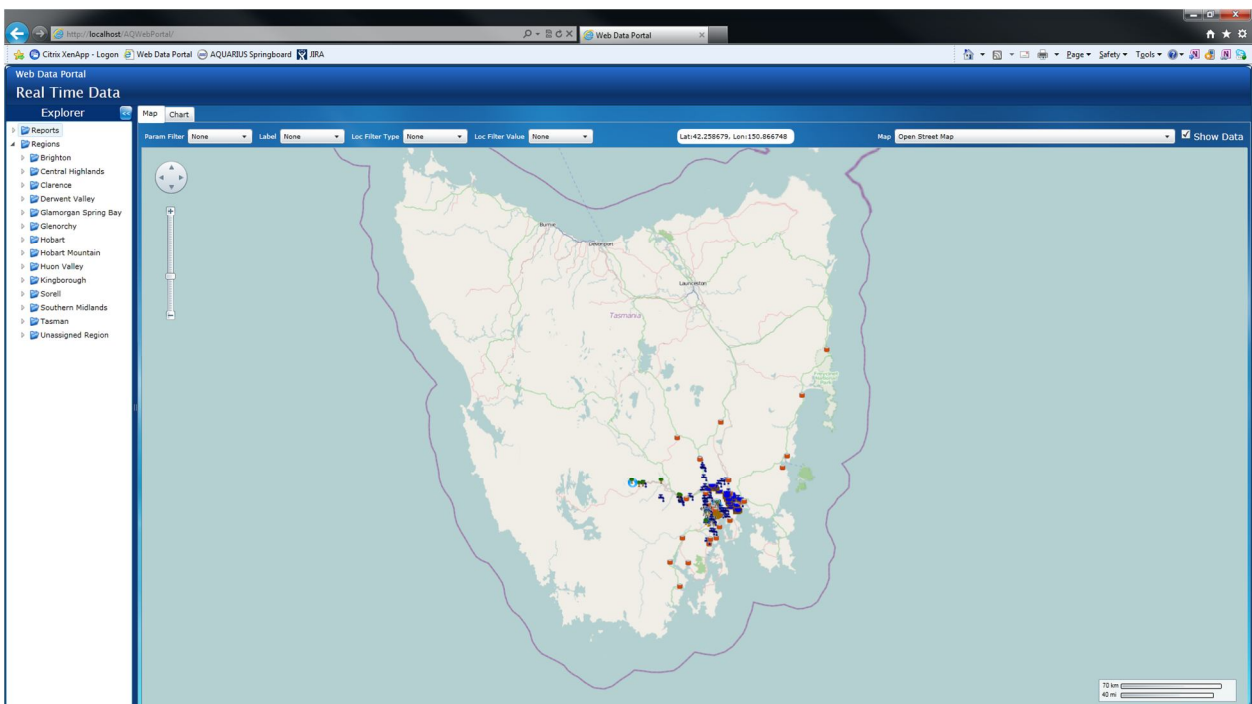 http://localhost/AQWebPortal/
Web Data Portal
Citrix XenApp - Logon Web Data Portal AQUARIUS Springboard JIRA
Page Safety Tools
Web Data Portal
Real Time Data
Explorer
Map Chart
Param Filter None Label None Loc Filter Type None Loc Filter Value None Lat:42.258679, Lon:150.866748 Map Open Street Map Show Data
Reports
Regions
Brighton
Central Highlands
Clarence
Derwent Valley
Glamorgan Spring Bay
Glenorchy
Hobart
Hobart Mountain
Huon Valley
Kingborough
Sorell
Southern Midlands
Tasman
Unassigned Region
Burnie
Devonport
Launceston
Tasmania
70 km
40 mi